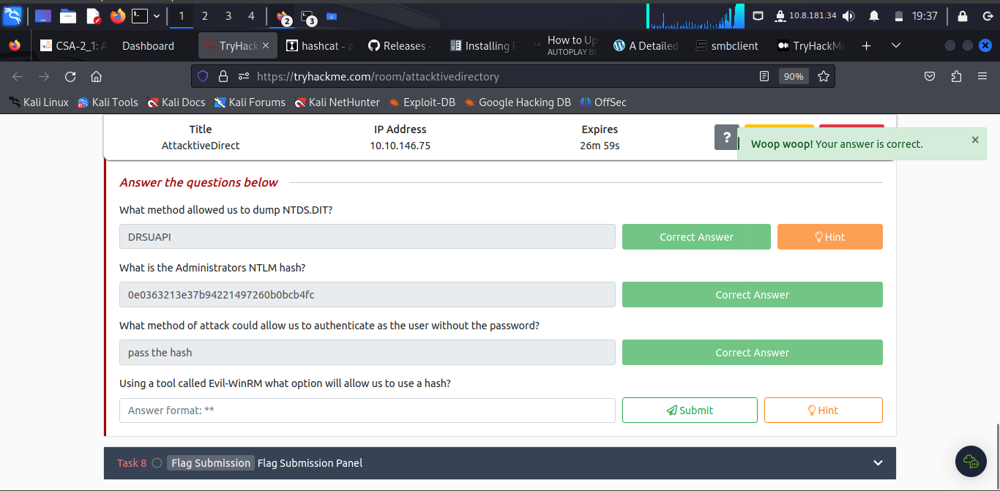 1 2 3 4 2 3 10.8.181.34 19:37
CSA-2_1: A Dashboard TryHack hashcat - a Releases · Installing F How to Up A Detailed smbclient TryHackMe
AUTOPLAY BL
https://tryhackme.com/room/attacktivedirectory 90%
Kali Linux Kali Tools Kali Docs Kali Forums Kali NetHunter Exploit-DB Google Hacking DB OffSec
Title IP Address Expires
AttacktiveDirect 10.10.146.75 26m 59s
?
Woop woop! Your answer is correct. ×
Answer the questions below
What method allowed us to dump NTDS.DIT?
DRSUAPI Correct Answer Hint
What is the Administrators NTLM hash?
0e0363213e37b94221497260b0bcb4fc Correct Answer
What method of attack could allow us to authenticate as the user without the password?
pass the hash Correct Answer
Using a tool called Evil-WinRM what option will allow us to use a hash?
Answer format: ** Submit Hint
Task 8 Flag Submission Flag Submission Panel